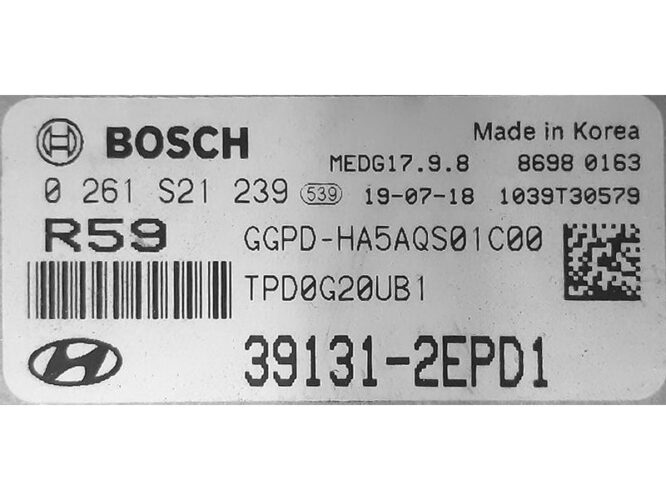 BOSCH
Made in Korea
MEDG17.9.8 8698 0163
0 261 S21 239 539 19-07-18 1039T30579
R59 GGPD-HA5AQS01C00
TPD0G20UB1
39131-2EPD1